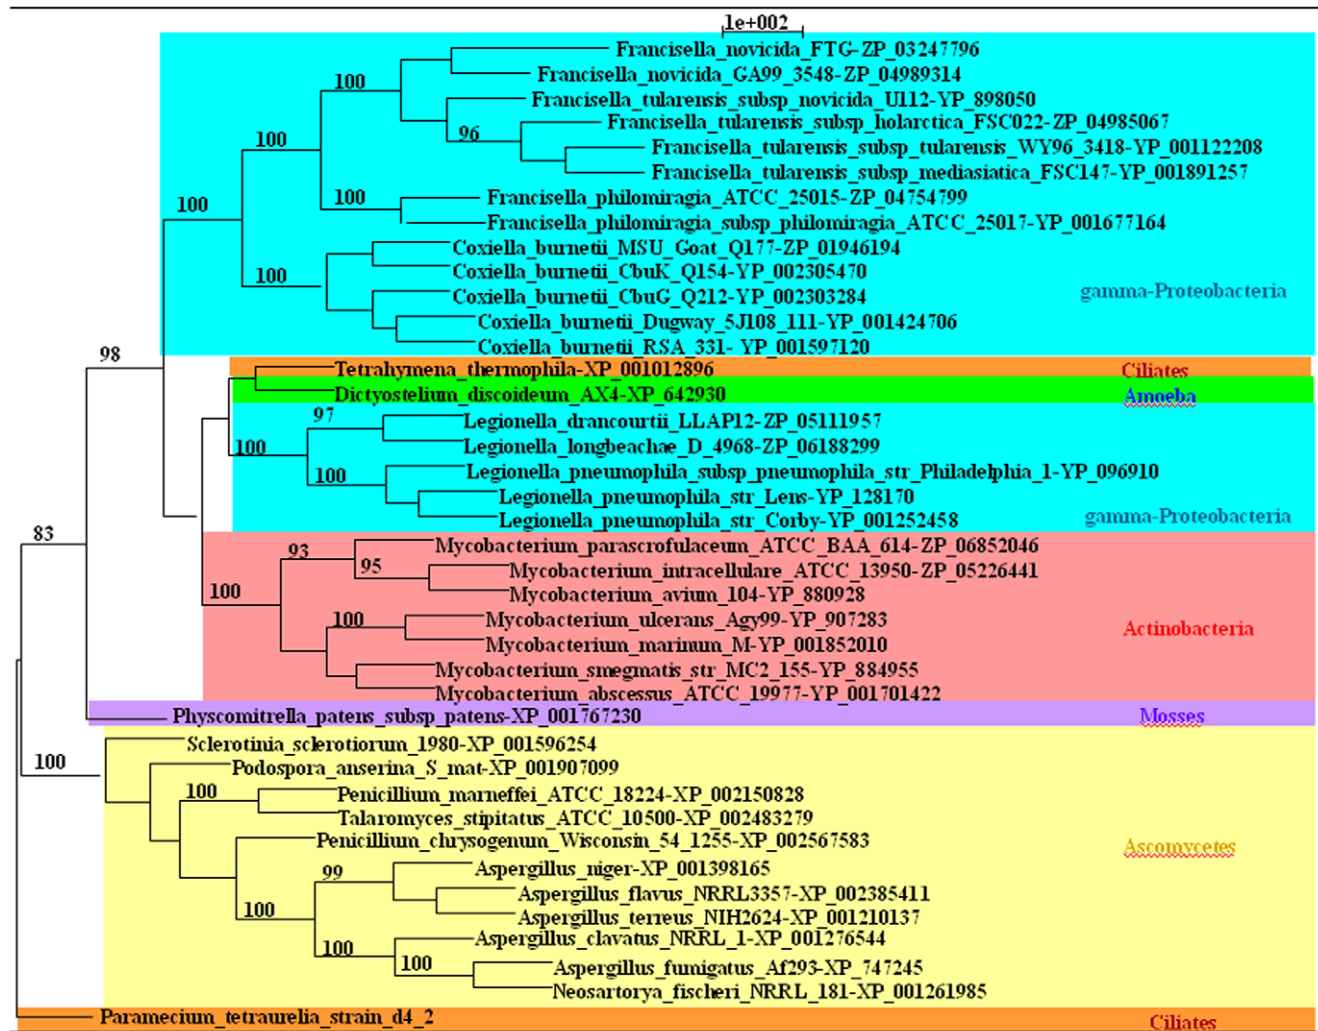 1e+002
Francisella_novicida_FTG-ZP_03247796
100
Francisella_novicida_GA99_3548-ZP_04989314
Francisella_tularensis_subsp_novicida_U112-YP_898050
Francisella_tularensis_subsp_holarctica_FSC022-ZP_04985067
96
100
Francisella_tularensis_subsp_tularensis_WY96_3418-YP_001122208
Francisella_tularensis_subsp_mediasiatica_FSC147-YP_001891257
100
100
Francisella_philomiragia_ATCC_25015-ZP_04754799
Francisella_philomiragia_subsp_philomiragia_ATCC_25017-YP_001677164
Coxiella_burnetii_MSU_Goat_Q177-ZP_01946194
100
Coxiella_burnetii_CbuK_Q154-YP_002305470
Coxiella_burnetii_CbuG_Q212-YP_002303284
gamma-Proteobacteria
Coxiella_burnetii_Dugway_5J108_111-YP_001424706
Coxiella_burnetii_RSA_331- YP_001597120
98
Tetrahymena_thermophila-XP_001012896
Ciliates
Dictyostelium_discoideum_AX4-XP_642930
Amoeba
97
Legionella_drancourtii_LLAP12-ZP_05111957
100
Legionella_longbeachae_D_4968-ZP_06188299
100
Legionella_pneumophila_subsp_pneumophila_str_Philadelphia_1-YP_096910
Legionella_pneumophila_str_Lens-YP_128170
Legionella_pneumophila_str_Corby-YP_001252458
gamma-Proteobacteria
83
93
Mycobacterium_parascrofulaceum_ATCC_BAA_614-ZP_06852046
95
Mycobacterium_intracellulare_ATCC_13950-ZP_05226441
100
Mycobacterium_avium_104-YP_880928
100
Mycobacterium_ulcerans_Agy99-YP_907283
Actinobacteria
Mycobacterium_marinum_M-YP_001852010
Mycobacterium_smegmatis_str_MC2_155-YP_884955
Mycobacterium_abscessus_ATCC_19977-YP_001701422
Physcomitrella_patens_subsp_patens-XP_001767230
Mosses
Sclerotinia_sclerotiorum_1980-XP_001596254
100
Podospora_anserina_S_mat-XP_001907099
100
Penicillium_marneffei_ATCC_18224-XP_002150828
Talaromyces_stipitatus_ATCC_10500-XP_002483279
Penicillium_chrysogenum_Wisconsin_54_1255-XP_002567583
Ascomycetes
99
Aspergillus_niger-XP_001398165
Aspergillus_flavus_NRRL3357-XP_002385411
100
Aspergillus_terreus_NIH2624-XP_001210137
Aspergillus_clavatus_NRRL_1-XP_001276544
100
100
Aspergillus_fumigatus_Af293-XP_747245
Neosartorya_fischeri_NRRL_181-XP_001261985
Paramecium_tetraurelia_strain_d4_2
Ciliates